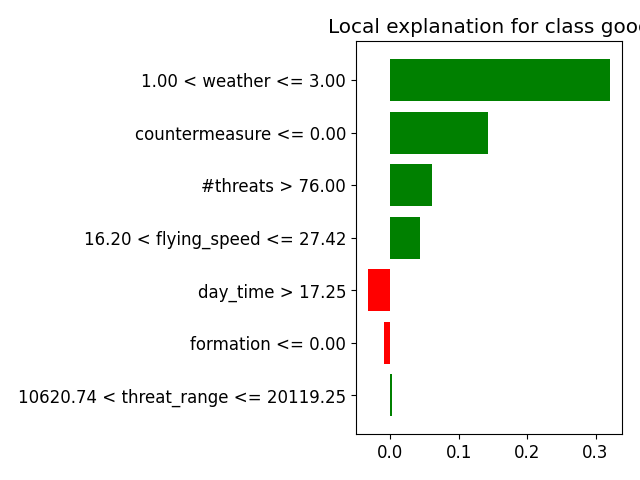 Local explanation for class goo
1.00 < weather <= 3.00
countermeasure <= 0.00
#threats > 76.00
16.20 < flying_speed <= 27.42
day_time > 17.25
formation <= 0.00
10620.74 < threat_range <= 20119.25
0.0 0.1 0.2 0.3